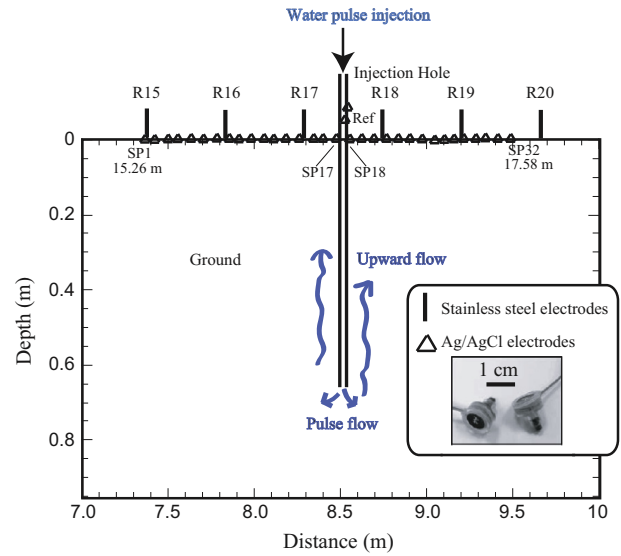 Water pulse injection
Injection Hole
R15 R16 R17 R18 R19 R20
Ref
0
SP1
15.26 m
SP17 SP18
SP32
17.58 m
0.2
Ground
Upward flow
0.4
Depth (m)
Stainless steel electrodes
Ag/AgCl electrodes
1 cm
0.6
Pulse flow
0.8
7.0 7.5 8.0 8.5 9.0 9.5 10
Distance (m)